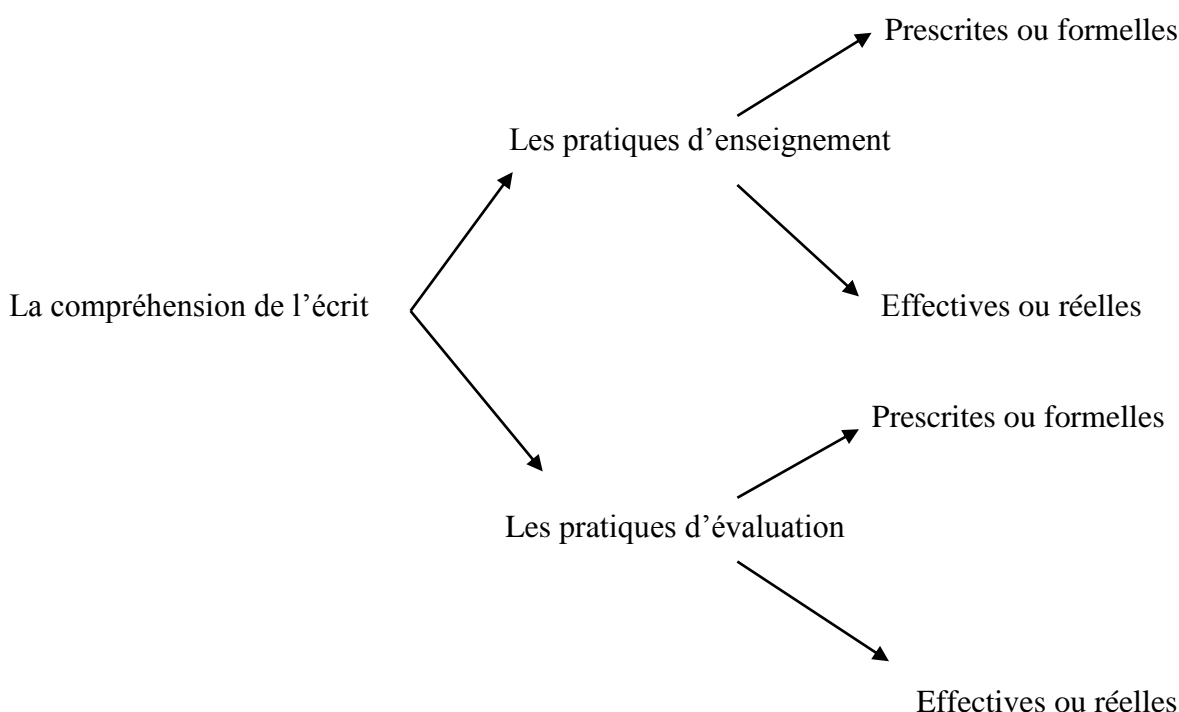 Prescrites ou formelles
Les pratiques d’enseignement
La compréhension de l’écrit
Effectives ou réelles
Prescrites ou formelles
Les pratiques d’évaluation
Effectives ou réelles